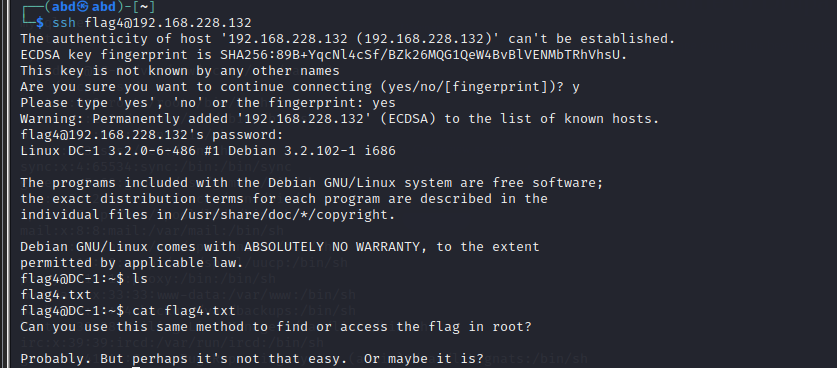 ┌──(abd㉿abd)-[~]
└─$ ssh flag4@192.168.228.132
The authenticity of host '192.168.228.132 (192.168.228.132)' can't be established.
ECDSA key fingerprint is SHA256:89B+YqcNl4cSf/BZk26MQG1QeW4BvBlVENMbTRhVhsU.
This key is not known by any other names
Are you sure you want to continue connecting (yes/no/[fingerprint])? y
Please type 'yes', 'no' or the fingerprint: yes
Warning: Permanently added '192.168.228.132' (ECDSA) to the list of known hosts.
flag4@192.168.228.132's password:
Linux DC-1 3.2.0-6-486 #1 Debian 3.2.102-1 i686
The programs included with the Debian GNU/Linux system are free software;
the exact distribution terms for each program are described in the
individual files in /usr/share/doc/*/copyright.
Debian GNU/Linux comes with ABSOLUTELY NO WARRANTY, to the extent
permitted by applicable law.
flag4@DC-1:~$ ls
flag4.txt
flag4@DC-1:~$ cat flag4.txt
Can you use this same method to find or access the flag in root?
Probably. But perhaps it's not that easy.  Or maybe it is?